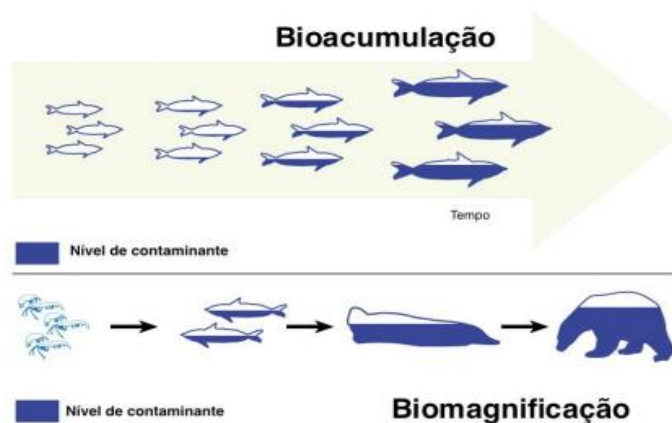 Bioacumulação
Tempo
Nível de contaminante
Nível de contaminante
Biomagnificação